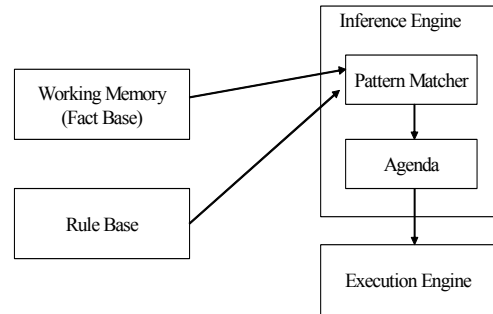 Inference Engine
Working Memory
(Fact Base)
Pattern Matcher
Agenda
Rule Base
Execution Engine